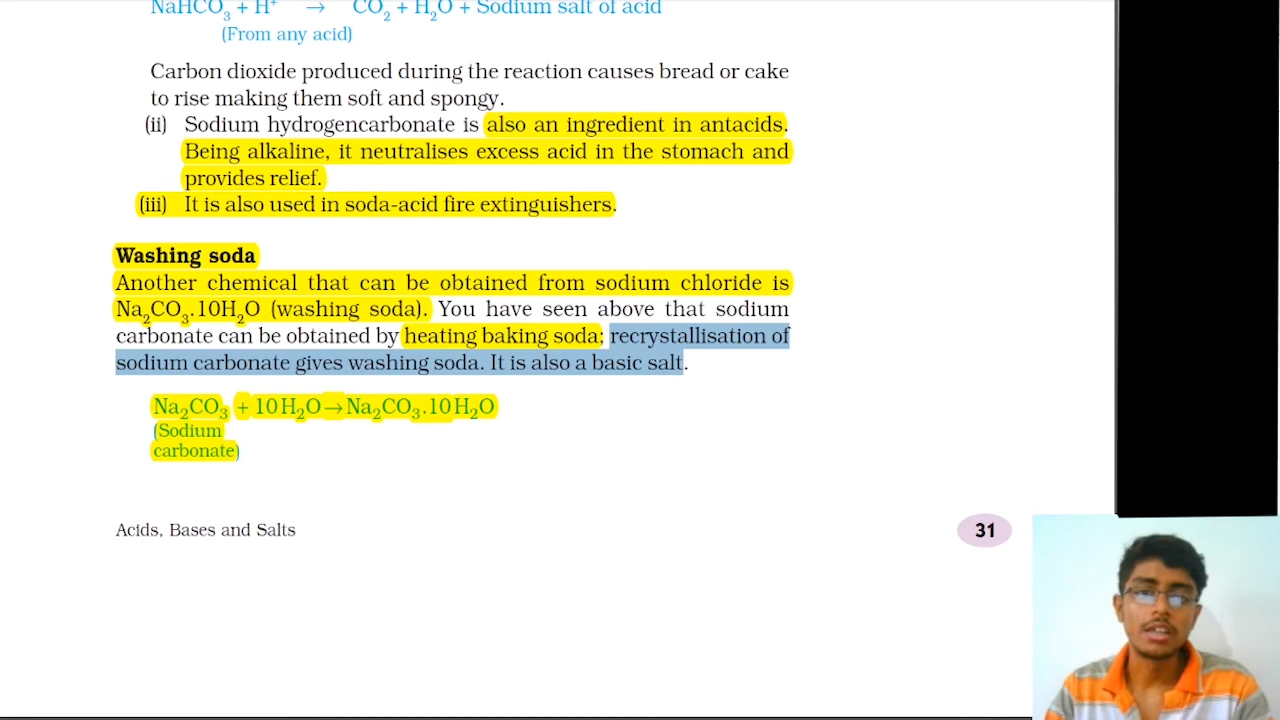 NaHCO₃ + H⁺ → CO₂ + H₂O + Sodium salt of acid
(From any acid)
Carbon dioxide produced during the reaction causes bread or cake
to rise making them soft and spongy.
(ii) Sodium hydrogencarbonate is also an ingredient in antacids.
Being alkaline, it neutralises excess acid in the stomach and
provides relief.
(iii) It is also used in soda-acid fire extinguishers.
Washing soda
Another chemical that can be obtained from sodium chloride is
Na₂CO₃.10H₂O (washing soda). You have seen above that sodium
carbonate can be obtained by heating baking soda; recrystallisation of
sodium carbonate gives washing soda. It is also a basic salt.
Na₂CO₃ + 10H₂O → Na₂CO₃.10H₂O
(Sodium
carbonate)
Acids, Bases and Salts
31